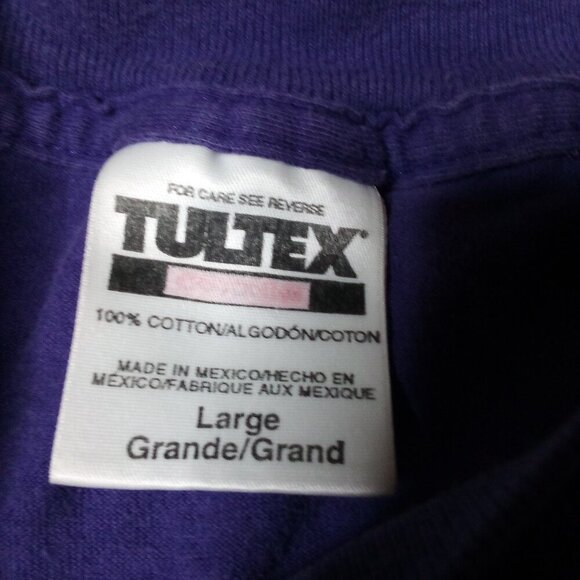 FOR CARE SEE REVERSE
TULTEX®
100% COTTON/ALGODÓN/COTON
MADE IN MEXICO/HECHO EN
MÉXICO/FABRIQUE AUX MEXIQUE
Large
Grande/Grand